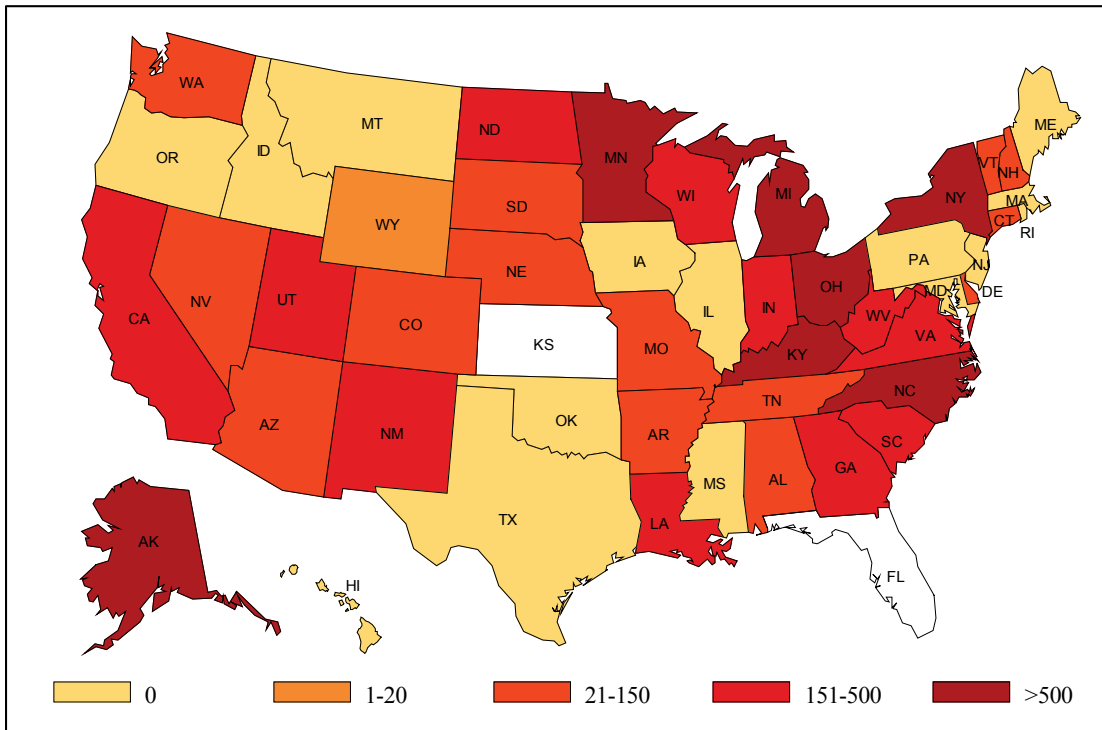 WA
MT
ME
ND
OR
ID
MN
VT
NH
WI
MI
NY
SD
MA
WY
CT
RI
IA
PA
NE
NJ
OH
MD
DE
NV
UT
IL
IN
WV
CA
CO
VA
KS
MO
KY
NC
TN
AZ
OK
NM
AR
SC
GA
MS
AL
TX
LA
AK
FL
HI
0 1-20 21-150 151-500 >500